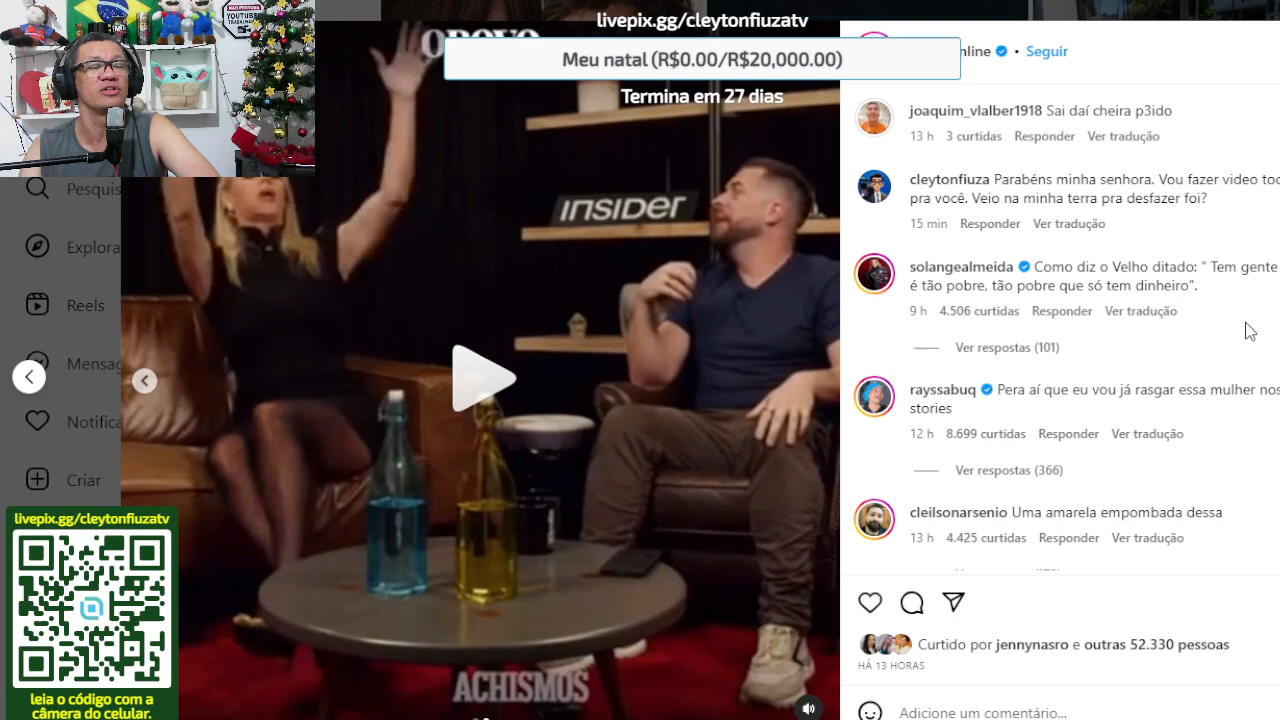 livepix.gg/cleytonfiuzatv
Meu natal (R$0.00/R$20,000.00)
Termina em 27 dias
NÃO PERTURBE
YOUTUBER
TRABALHANDO
O POVO
nline • Seguir
joaquim_vlalber1918 Sai daí cheira p3ido
13 h 3 curtidas Responder Ver tradução
cleytonfiuza Parabéns minha senhora. Vou fazer video too
pra você. Veio na minha terra pra desfazer foi?
15 min Responder Ver tradução
solangealmeida Como diz o Velho ditado: “ Tem gente
é tão pobre, tão pobre que só tem dinheiro”.
9 h 4.506 curtidas Responder Ver tradução
Ver respostas (101)
rayssabuq Pera aí que eu vou já rasgar essa mulher nos
stories
12 h 8.699 curtidas Responder Ver tradução
Ver respostas (366)
cleilsonarsenio Uma amarela empombada dessa
13 h 4.425 curtidas Responder Ver tradução
Curtido por jennynasro e outras 52.330 pessoas
HÁ 13 HORAS
Adicione um comentário...
Pesquis
Explora
Reels
Mensag
Notifica
Criar
INSIDER
ACHISMOS
livepix.gg/cleytonfiuzatv
leia o código com a
câmera do celular.